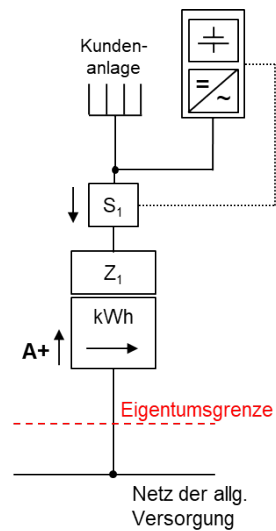 Kunden-
anlage
=
~
S₁
Z₁
kWh
A+
Eigentumsgrenze
Netz der allg.
Versorgung